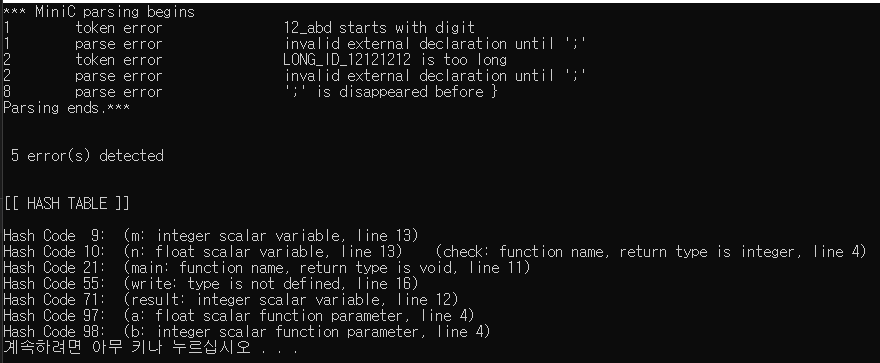 *** MiniC parsing begins
1 token error 12_abd starts with digit
1 parse error invalid external declaration until ';'
2 token error LONG_ID_12121212 is too long
2 parse error invalid external declaration until ';'
8 parse error ';' is disappeared before }
Parsing ends.***
5 error(s) detected
[[ HASH TABLE ]]
Hash Code 9: (m: integer scalar variable, line 13)
Hash Code 10: (n: float scalar variable, line 13) (check: function name, return type is integer, line 4)
Hash Code 21: (main: function name, return type is void, line 11)
Hash Code 55: (write: type is not defined, line 16)
Hash Code 71: (result: integer scalar variable, line 12)
Hash Code 97: (a: float scalar function parameter, line 4)
Hash Code 98: (b: integer scalar function parameter, line 4)
계속하려면 아무 키나 누르십시오 . . .